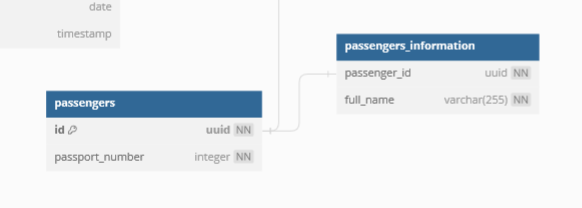 date
timestamp
passengers_information
passenger_id uuid NN
full_name varchar(255) NN
passengers
id uuid NN
passport_number integer NN